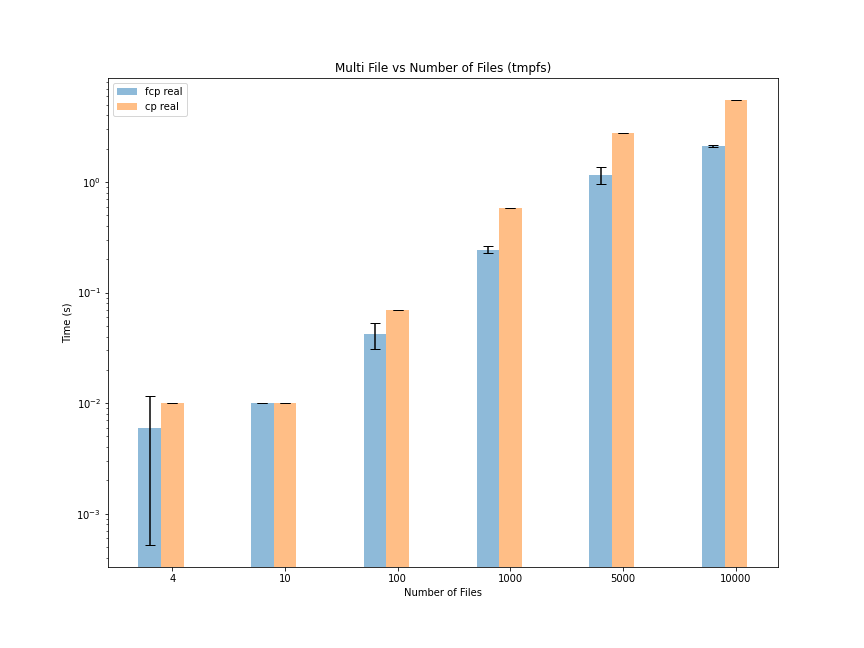 Multi File vs Number of Files (tmpfs)
fcp real
cp real
Time (s)
10⁰
10⁻¹
10⁻²
10⁻³
4 10 100 1000 5000 10000
Number of Files